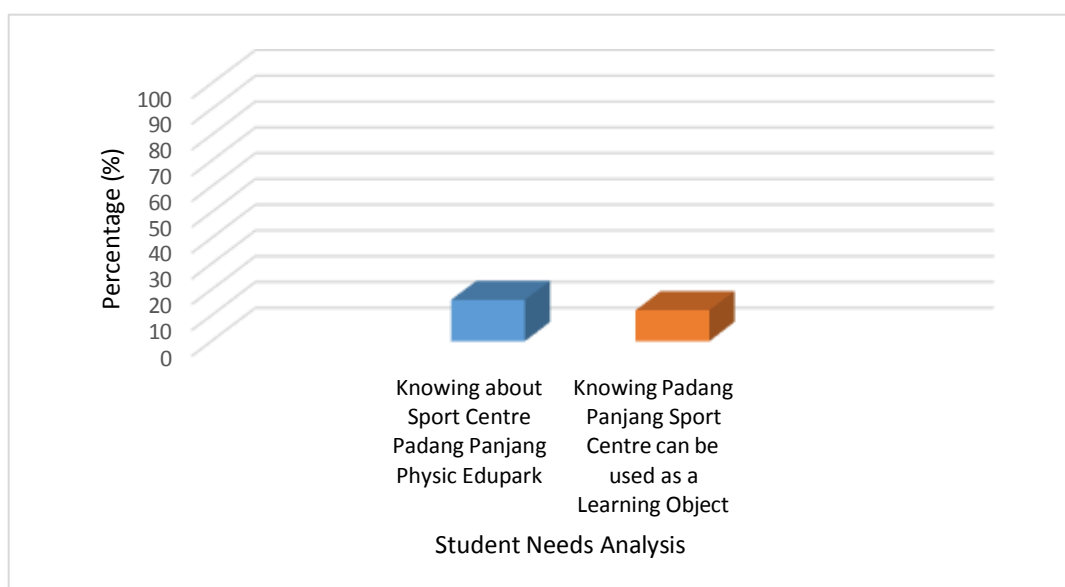 100
90
80
70
60
50
40
30
20
10
0
Percentage (%)
Knowing about
Sport Centre
Padang Panjang
Physic Edupark
Knowing Padang
Panjang Sport
Centre can be
used as a
Learning Object
Student Needs Analysis